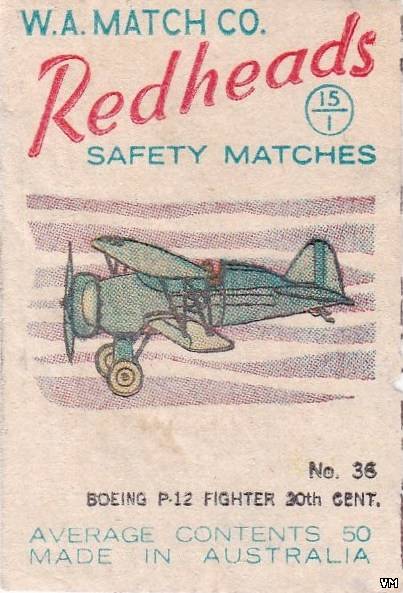 W.A. MATCH CO.
Redheads
15
1
SAFETY MATCHES
No. 36
BOEING P-12 FIGHTER 20th CENT.
AVERAGE CONTENTS 50
MADE IN AUSTRALIA
VM